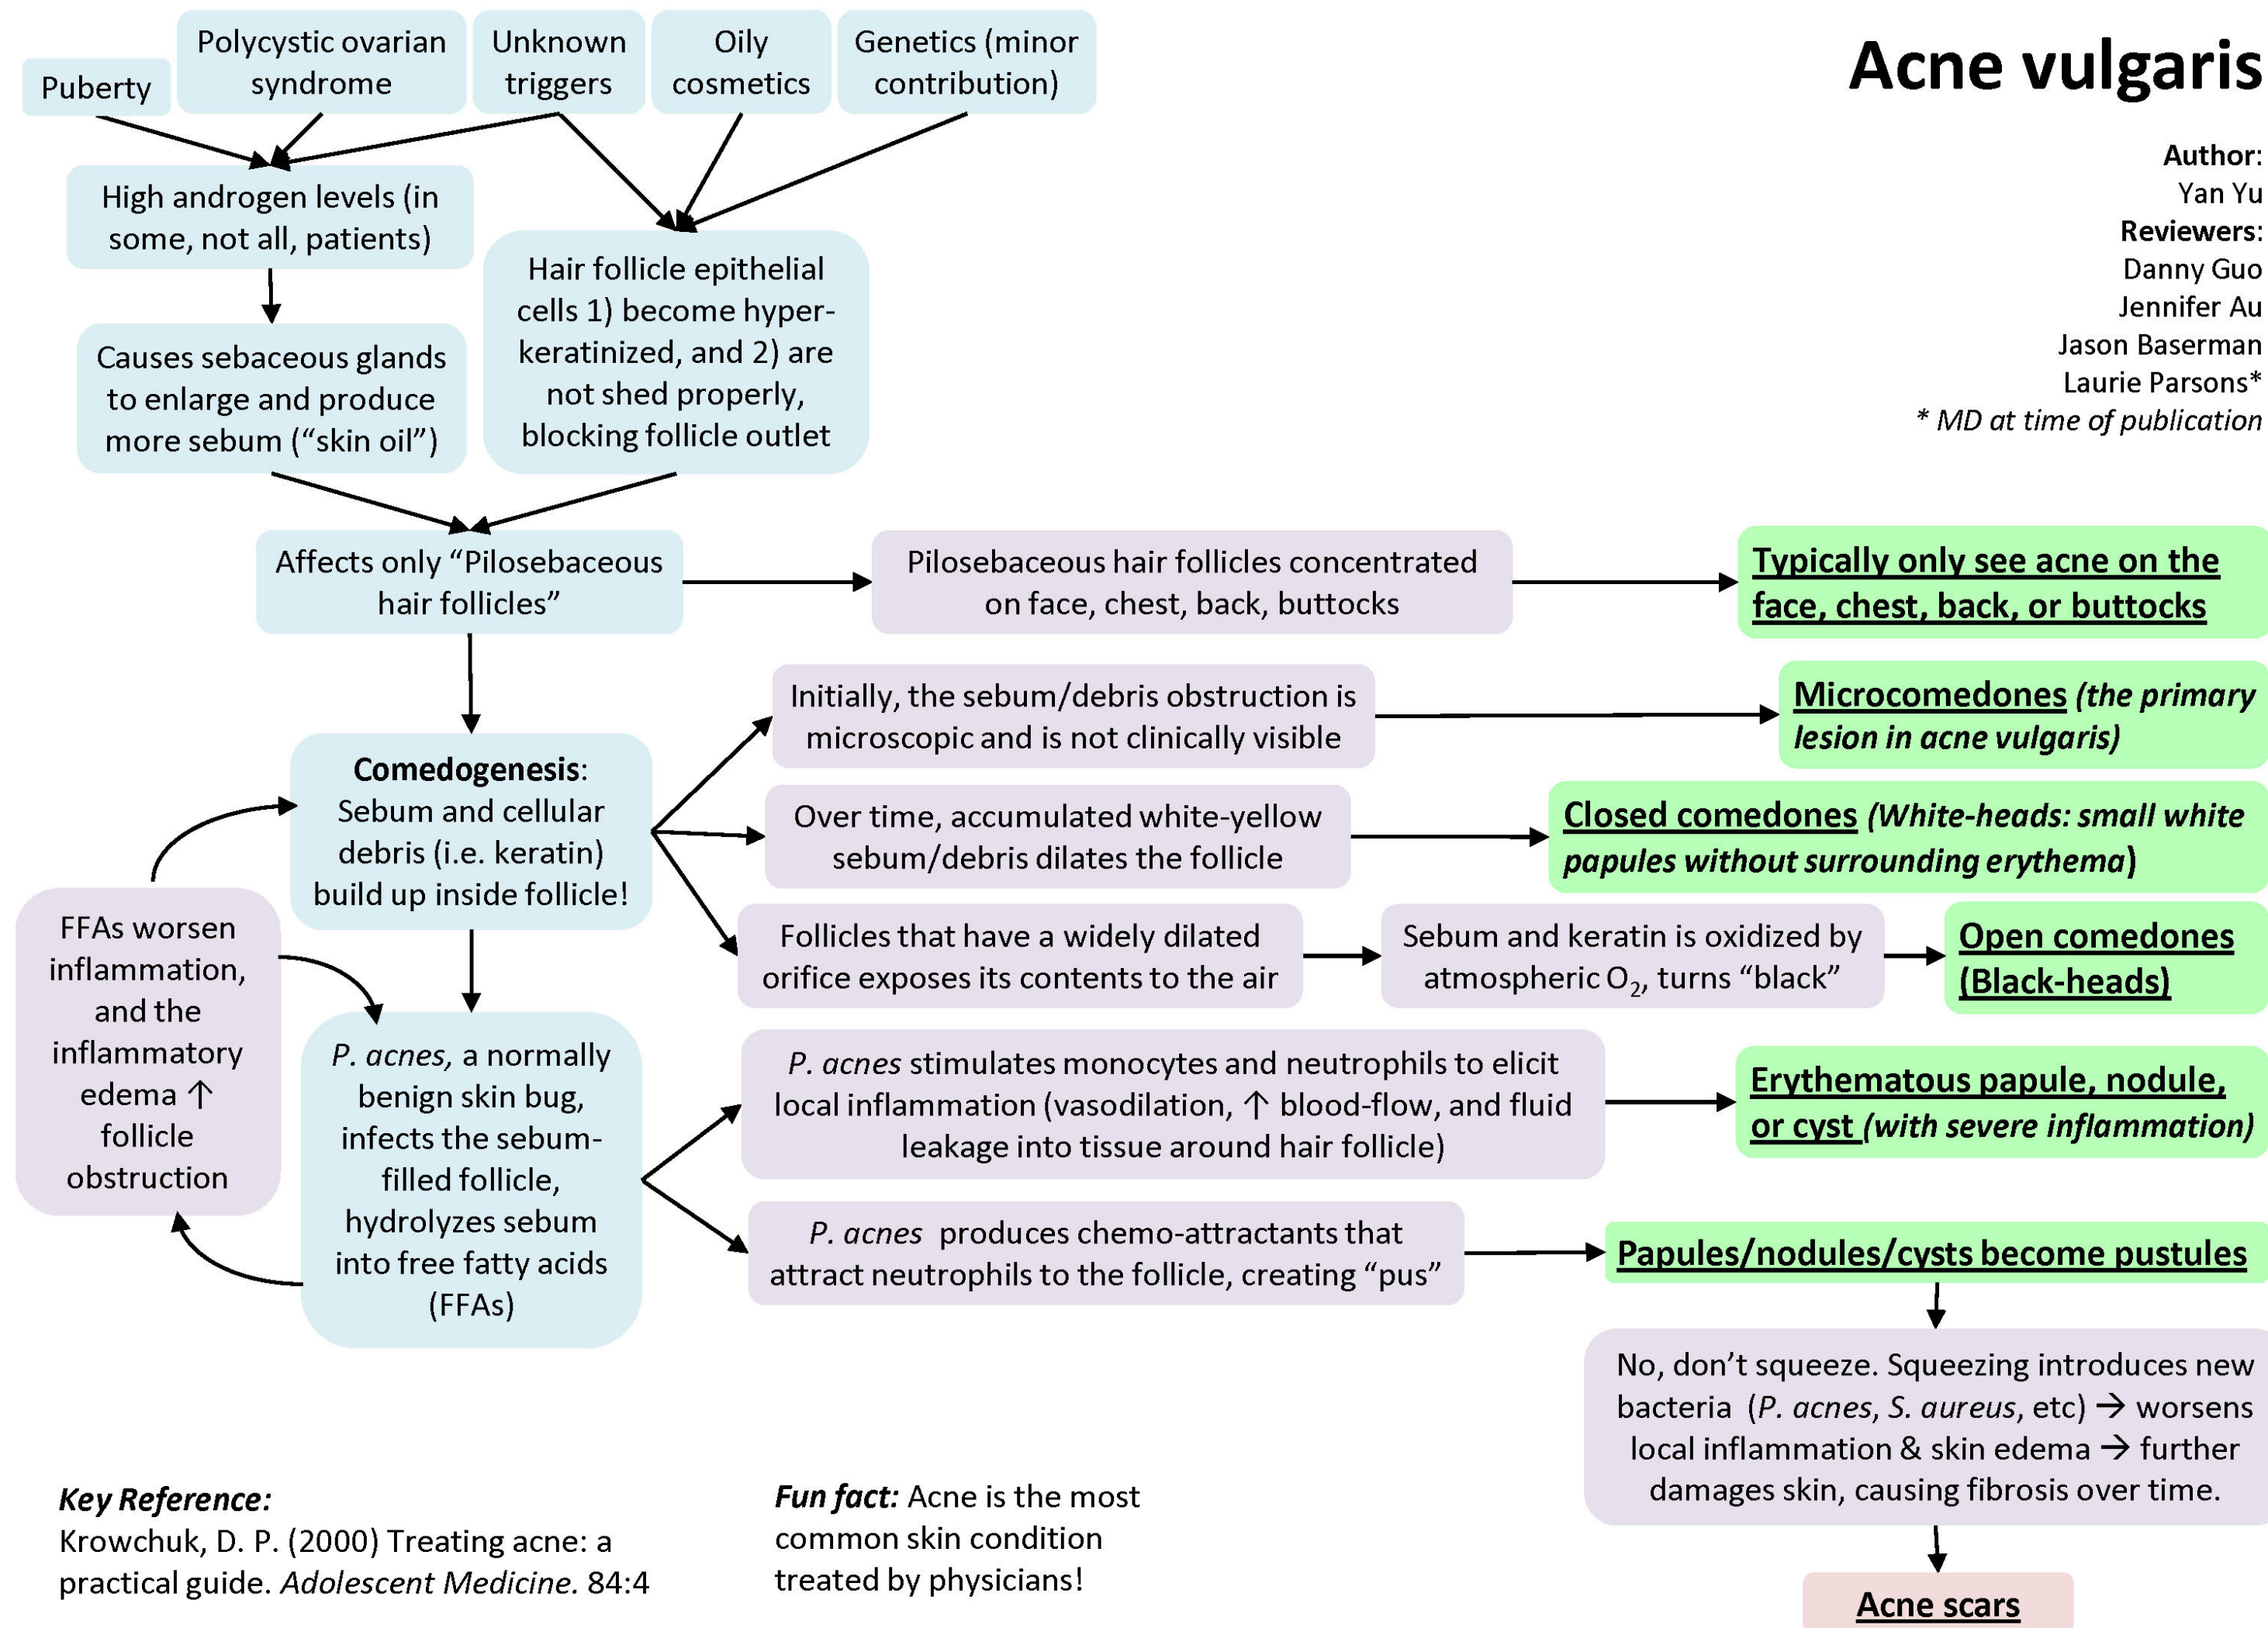 Acne vulgaris
Author:
Yan Yu
Reviewers:
Danny Guo
Jennifer Au
Jason Baserman
Laurie Parsons*
* MD at time of publication
Puberty
Polycystic ovarian
syndrome
Unknown
triggers
Oily
cosmetics
Genetics (minor
contribution)
High androgen levels (in
some, not all, patients)
Hair follicle epithelial
cells 1) become hyper-
keratinized, and 2) are
not shed properly,
blocking follicle outlet
Causes sebaceous glands
to enlarge and produce
more sebum (“skin oil”)
Affects only “Pilosebaceous
hair follicles”
Pilosebaceous hair follicles concentrated
on face, chest, back, buttocks
Typically only see acne on the
face, chest, back, or buttocks
Comedogenesis:
Sebum and cellular
debris (i.e. keratin)
build up inside follicle!
Initially, the sebum/debris obstruction is
microscopic and is not clinically visible
Microcomedones (the primary
lesion in acne vulgaris)
Over time, accumulated white-yellow
sebum/debris dilates the follicle
Closed comedones (White-heads: small white
papules without surrounding erythema)
Follicles that have a widely dilated
orifice exposes its contents to the air
Sebum and keratin is oxidized by
atmospheric O₂, turns “black”
Open comedones
(Black-heads)
FFAs worsen
inflammation,
and the
inflammatory
edema ↑
follicle
obstruction
P. acnes, a normally
benign skin bug,
infects the sebum-
filled follicle,
hydrolyzes sebum
into free fatty acids
(FFAs)
P. acnes stimulates monocytes and neutrophils to elicit
local inflammation (vasodilation, ↑ blood-flow, and fluid
leakage into tissue around hair follicle)
Erythematous papule, nodule,
or cyst (with severe inflammation)
P. acnes produces chemo-attractants that
attract neutrophils to the follicle, creating “pus”
Papules/nodules/cysts become pustules
No, don’t squeeze. Squeezing introduces new
bacteria (P. acnes, S. aureus, etc) → worsens
local inflammation & skin edema → further
damages skin, causing fibrosis over time.
Acne scars
Key Reference:
Krowchuk, D. P. (2000) Treating acne: a
practical guide. Adolescent Medicine. 84:4
Fun fact: Acne is the most
common skin condition
treated by physicians!